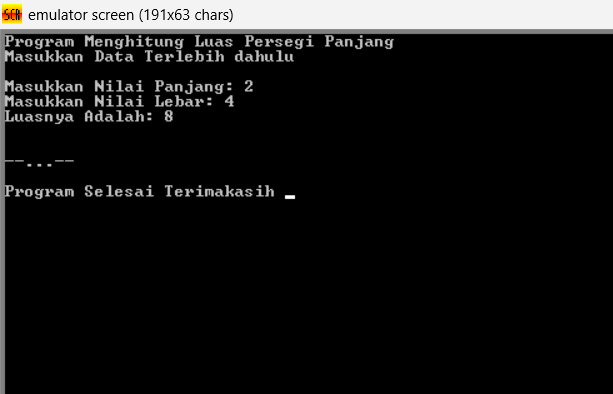 SCR emulator screen (191x63 chars)
Program Menghitung Luas Persegi Panjang
Masukkan Data Terlebih dahulu
Masukkan Nilai Panjang: 2
Masukkan Nilai Lebar: 4
Luasnya Adalah: 8
--...--
Program Selesai Terimakasih